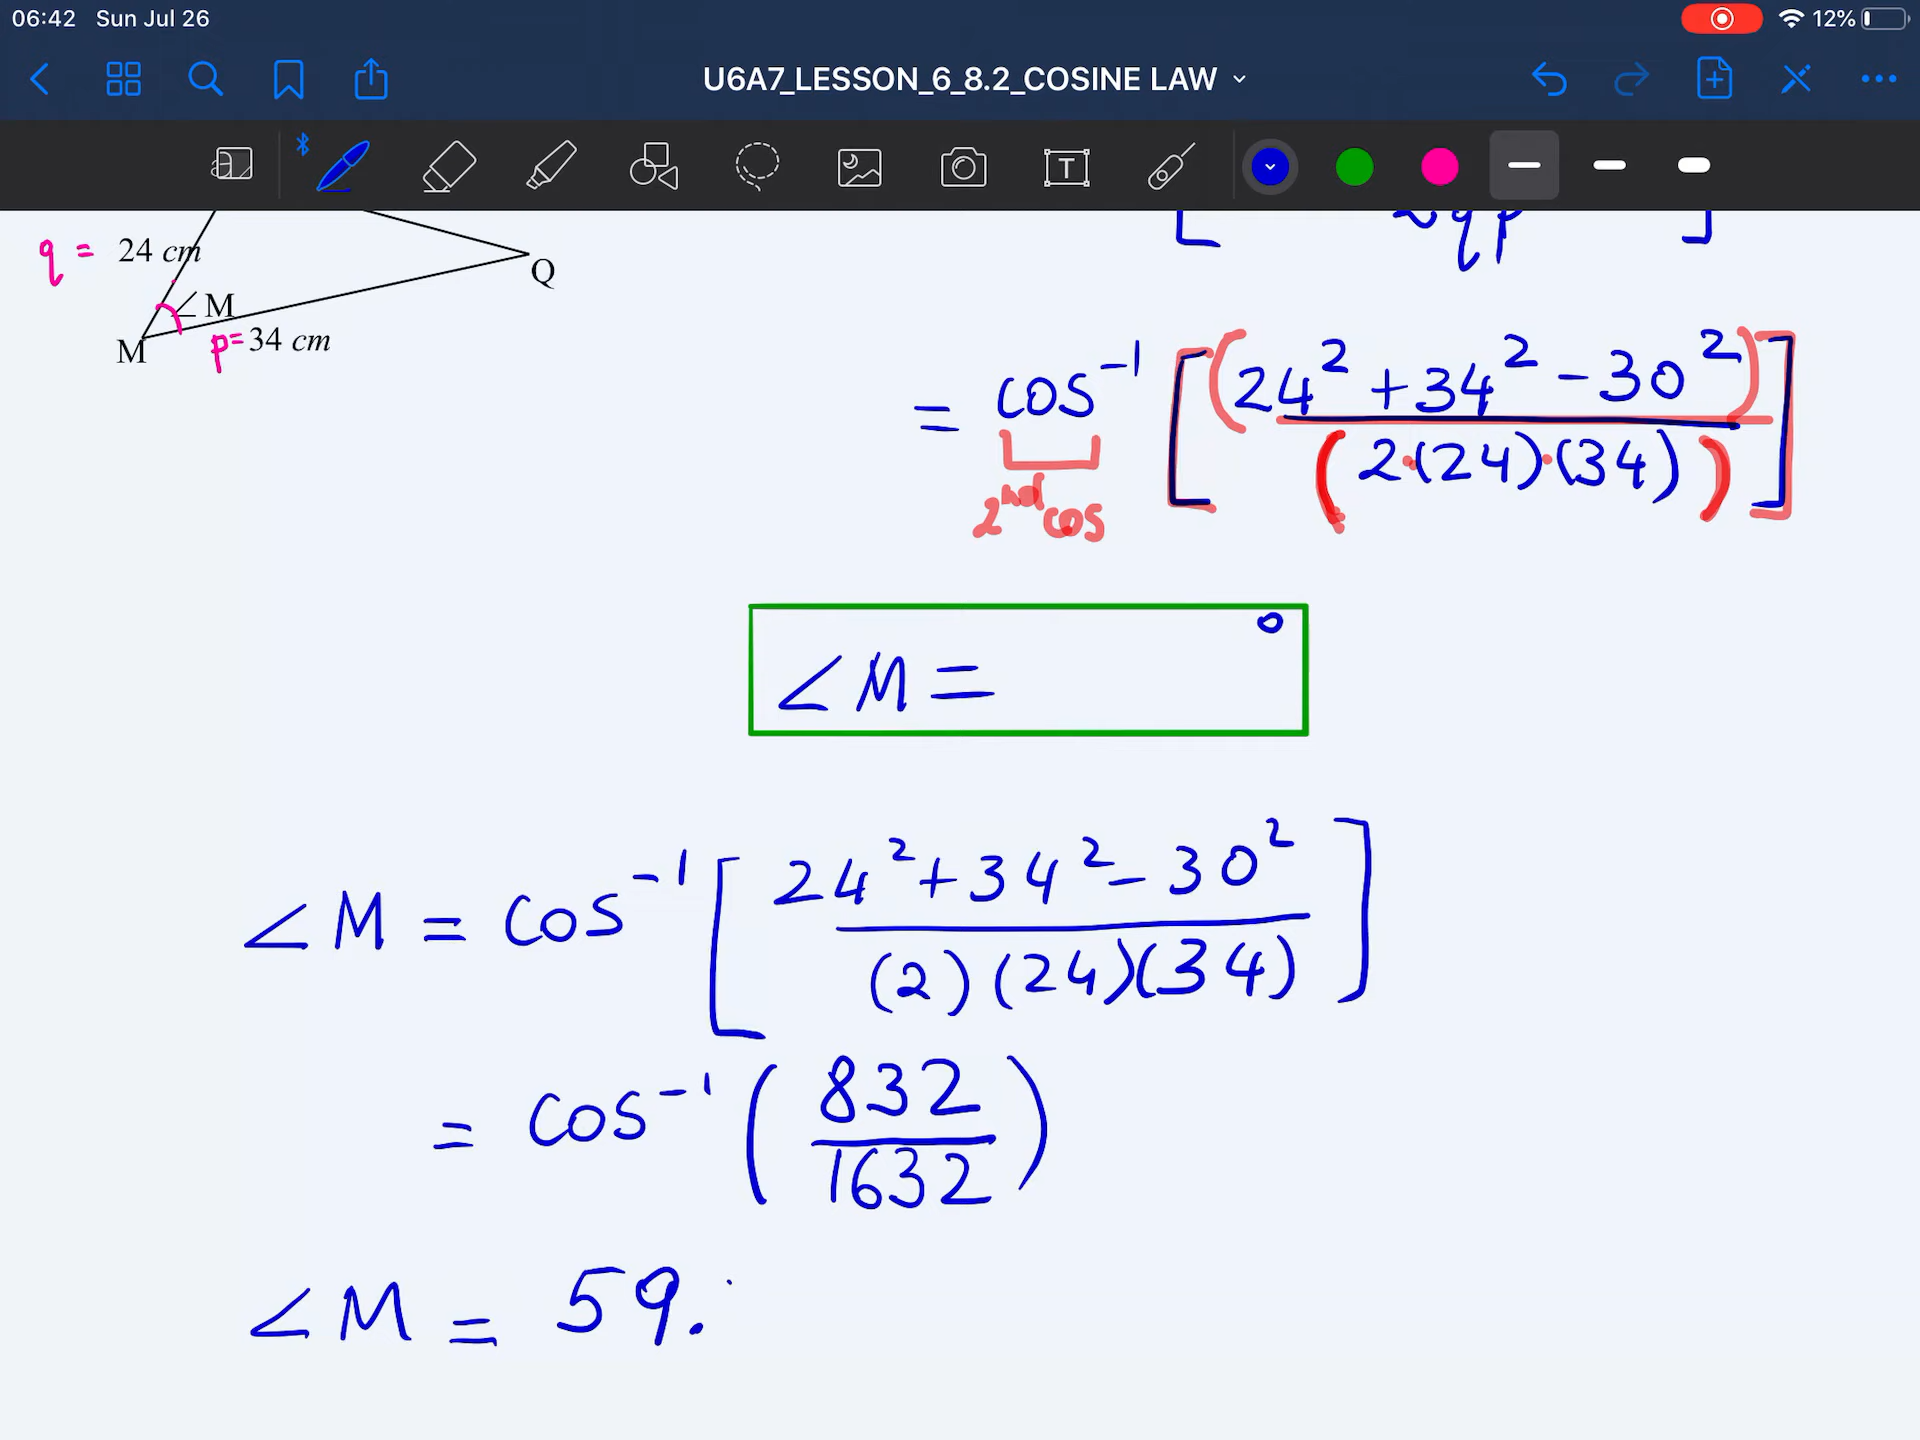 06:42 Sun Jul 26
12%
U6A7_LESSON_6_8.2_COSINE LAW
T
2qp
q = 24 cm
Q
∠M
M
p=34 cm
= cos⁻¹ [(24² + 34² − 30²) / (2·(24)·(34))]
2nd cos
∠M = °
∠M = cos⁻¹ [24² + 34² − 30² / (2)(24)(34)]
= cos⁻¹ (832 / 1632)
∠M = 59.